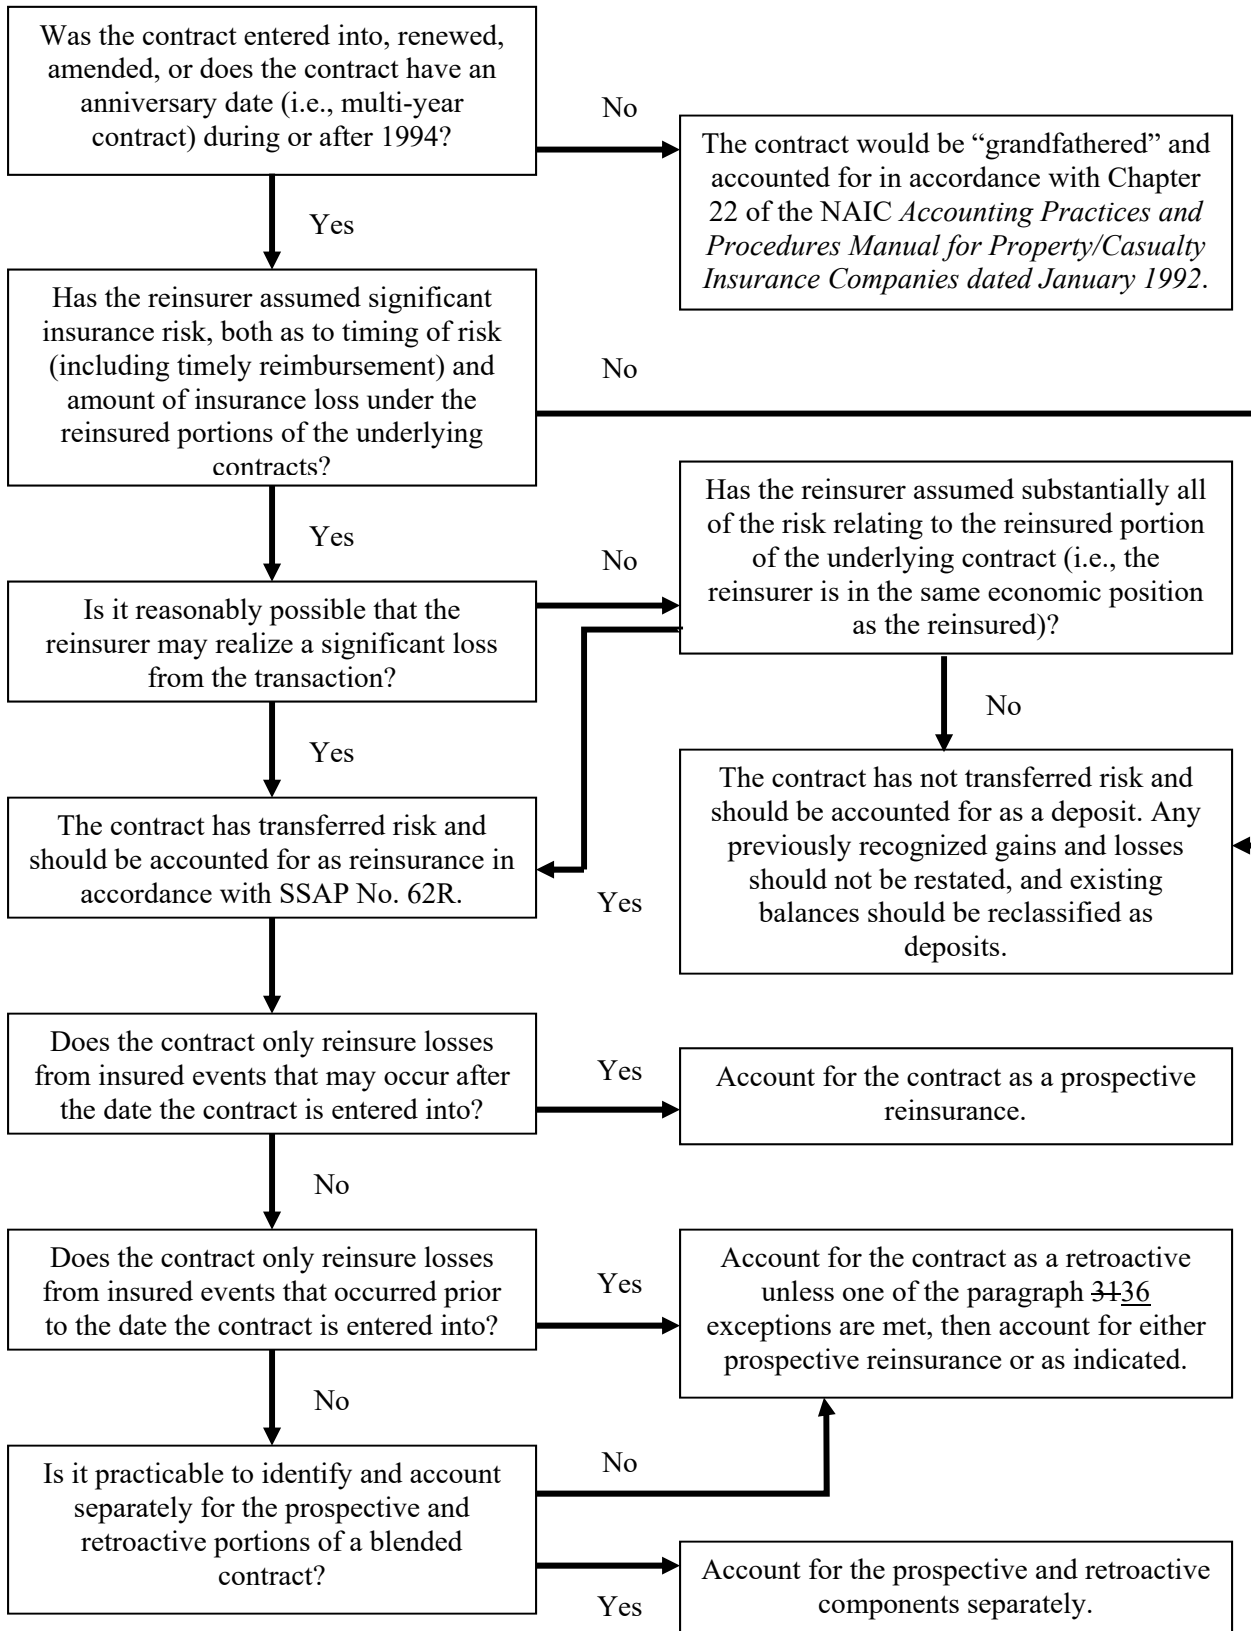 Was the contract entered into, renewed,
amended, or does the contract have an
anniversary date (i.e., multi-year
contract) during or after 1994?
No
The contract would be “grandfathered” and
accounted for in accordance with Chapter
22 of the NAIC Accounting Practices and
Procedures Manual for Property/Casualty
Insurance Companies dated January 1992.
Yes
Has the reinsurer assumed significant
insurance risk, both as to timing of risk
(including timely reimbursement) and
amount of insurance loss under the
reinsured portions of the underlying
contracts?
No
Yes
Has the reinsurer assumed substantially all
of the risk relating to the reinsured portion
of the underlying contract (i.e., the
reinsurer is in the same economic position
as the reinsured)?
No
Is it reasonably possible that the
reinsurer may realize a significant loss
from the transaction?
No
Yes
The contract has not transferred risk and
should be accounted for as a deposit. Any
previously recognized gains and losses
should not be restated, and existing
balances should be reclassified as
deposits.
The contract has transferred risk and
should be accounted for as reinsurance in
accordance with SSAP No. 62R.
Yes
Does the contract only reinsure losses
from insured events that may occur after
the date the contract is entered into?
Yes
Account for the contract as a prospective
reinsurance.
No
Does the contract only reinsure losses
from insured events that occurred prior
to the date the contract is entered into?
Yes
Account for the contract as a retroactive
unless one of the paragraph 3136
exceptions are met, then account for either
prospective reinsurance or as indicated.
No
Is it practicable to identify and account
separately for the prospective and
retroactive portions of a blended
contract?
No
Yes
Account for the prospective and retroactive
components separately.